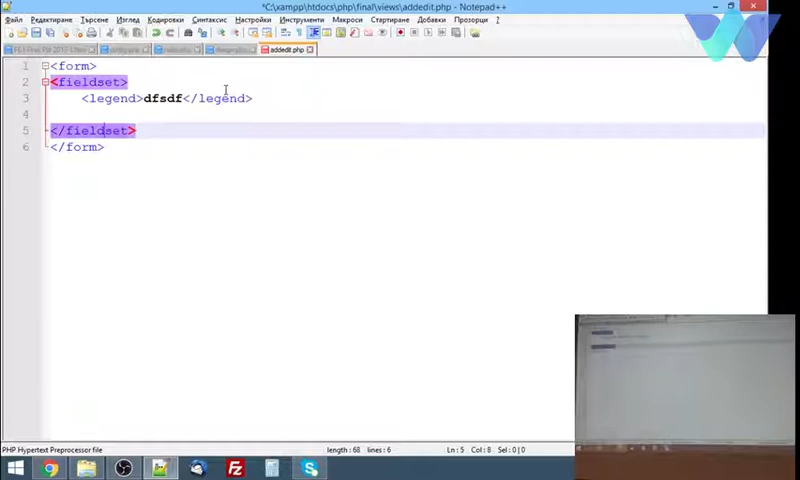 *C:\xampp\htdocs\php\final\views\addedit.php - Notepad++
Файл Редактиране Търсене Изглед Кодировки Синтаксис Настройки Инструменти Макроси Стартиране Добавки Прозорци ?
addedit.php
1 <form>
2 <fieldset>
3 <legend>dfsdf</legend>
4
5 </fieldset>
6 </form>
PHP Hypertext Preprocessor file length : 68 lines : 6 Ln : 5 Col : 8 Sel : 0 | 0